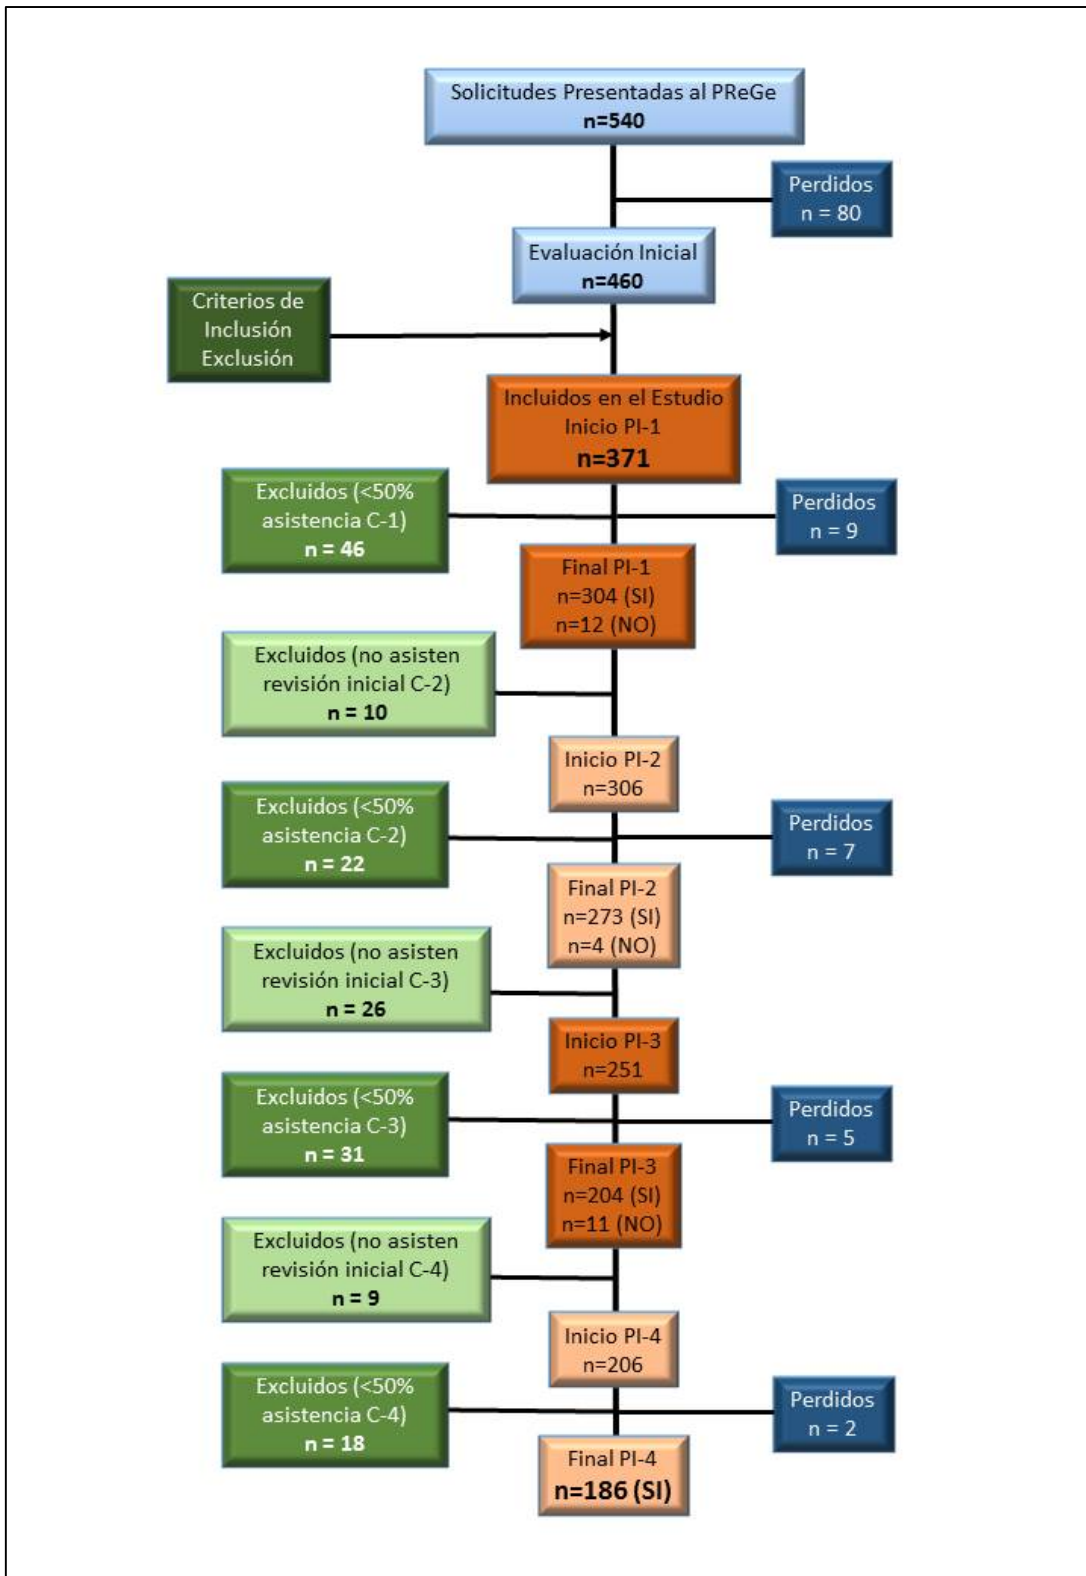 Solicitudes Presentadas al PReGe
n=540
Perdidos
n = 80
Evaluación Inicial
n=460
Criterios de
Inclusión
Exclusión
Incluidos en el Estudio
Inicio PI-1
n=371
Excluidos (<50%
asistencia C-1)
n = 46
Perdidos
n = 9
Final PI-1
n=304 (SI)
n=12 (NO)
Excluidos (no asisten
revisión inicial C-2)
n = 10
Inicio PI-2
n=306
Excluidos (<50%
asistencia C-2)
n = 22
Perdidos
n = 7
Final PI-2
n=273 (SI)
n=4 (NO)
Excluidos (no asisten
revisión inicial C-3)
n = 26
Inicio PI-3
n=251
Excluidos (<50%
asistencia C-3)
n = 31
Perdidos
n = 5
Final PI-3
n=204 (SI)
n=11 (NO)
Excluidos (no asisten
revisión inicial C-4)
n = 9
Inicio PI-4
n=206
Excluidos (<50%
asistencia C-4)
n = 18
Perdidos
n = 2
Final PI-4
n=186 (SI)